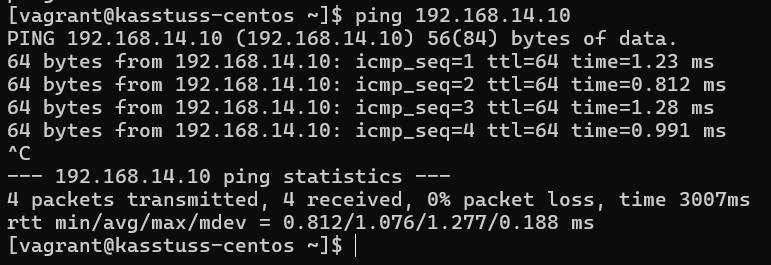 [vagrant@kasstuss-centos ~]$ ping 192.168.14.10
PING 192.168.14.10 (192.168.14.10) 56(84) bytes of data.
64 bytes from 192.168.14.10: icmp_seq=1 ttl=64 time=1.23 ms
64 bytes from 192.168.14.10: icmp_seq=2 ttl=64 time=0.812 ms
64 bytes from 192.168.14.10: icmp_seq=3 ttl=64 time=1.28 ms
64 bytes from 192.168.14.10: icmp_seq=4 ttl=64 time=0.991 ms
^C
--- 192.168.14.10 ping statistics ---
4 packets transmitted, 4 received, 0% packet loss, time 3007ms
rtt min/avg/max/mdev = 0.812/1.076/1.277/0.188 ms
[vagrant@kasstuss-centos ~]$